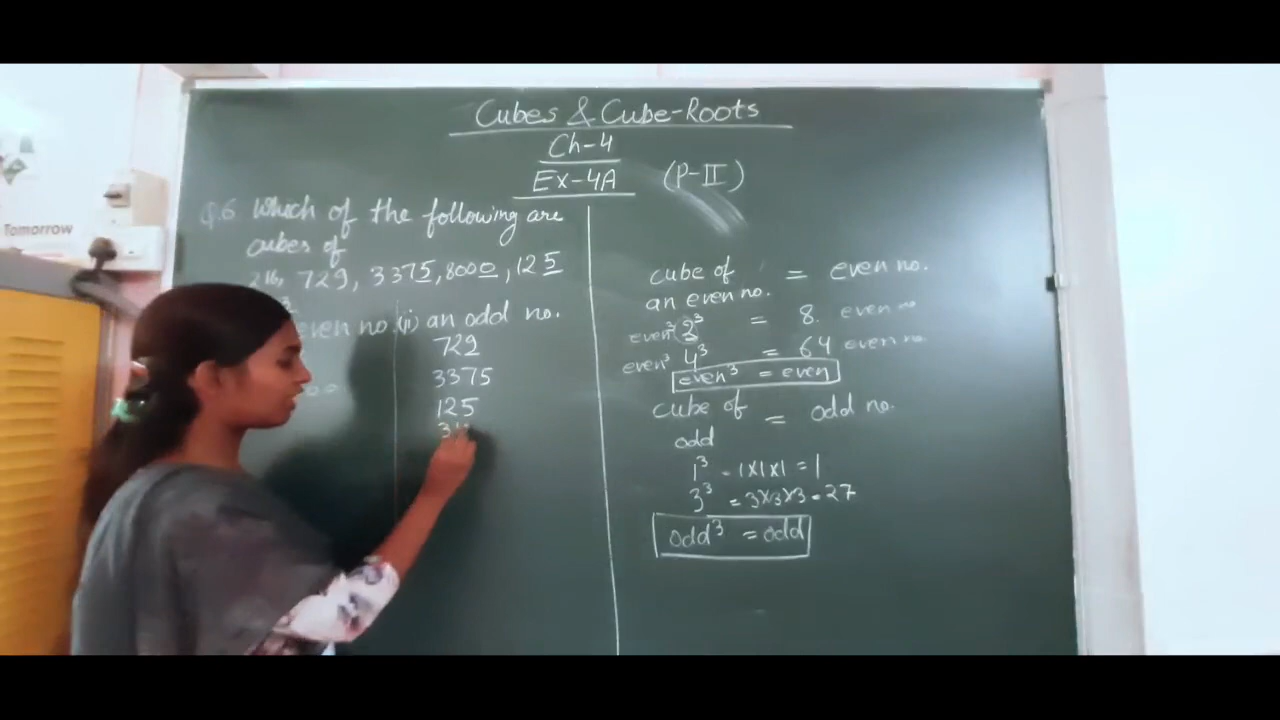 Cubes & Cube-Roots
Ch-4
Ex-4A (P-II)
Tomorrow
Q.6 Which of the following are
cubes of
216, 729, 3375, 8000, 125
even no. (ii) an odd no.
729
3375
125
cube of = even no.
an even no.
even³ 2³ = 8 even no
even³ 4³ = 64 even no.
even³ = even
cube of = odd no.
odd
1³ = 1×1×1 = 1
3³ = 3×3×3 = 27
odd³ = odd